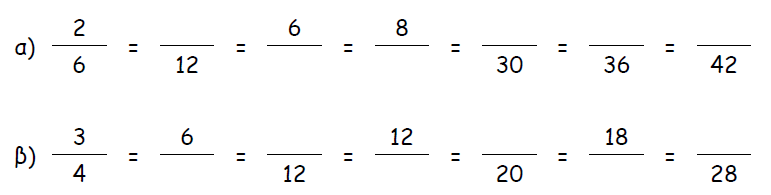 α) 2/6 = /12 = 6/ = 8/ = /30 = /36 = /42
β) 3/4 = 6/ = /12 = 12/ = /20 = 18/ = /28